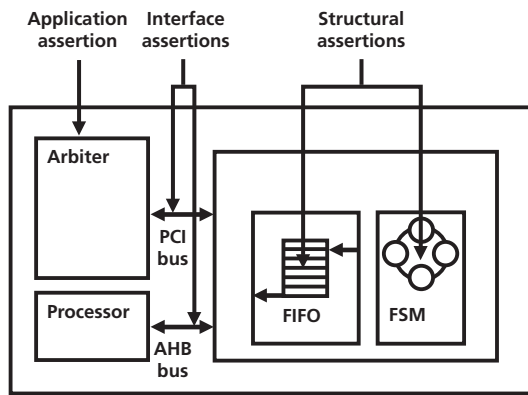 Application
assertion
Interface
assertions
Structural
assertions
Arbiter
PCI
bus
Processor
AHB
bus
FIFO
FSM